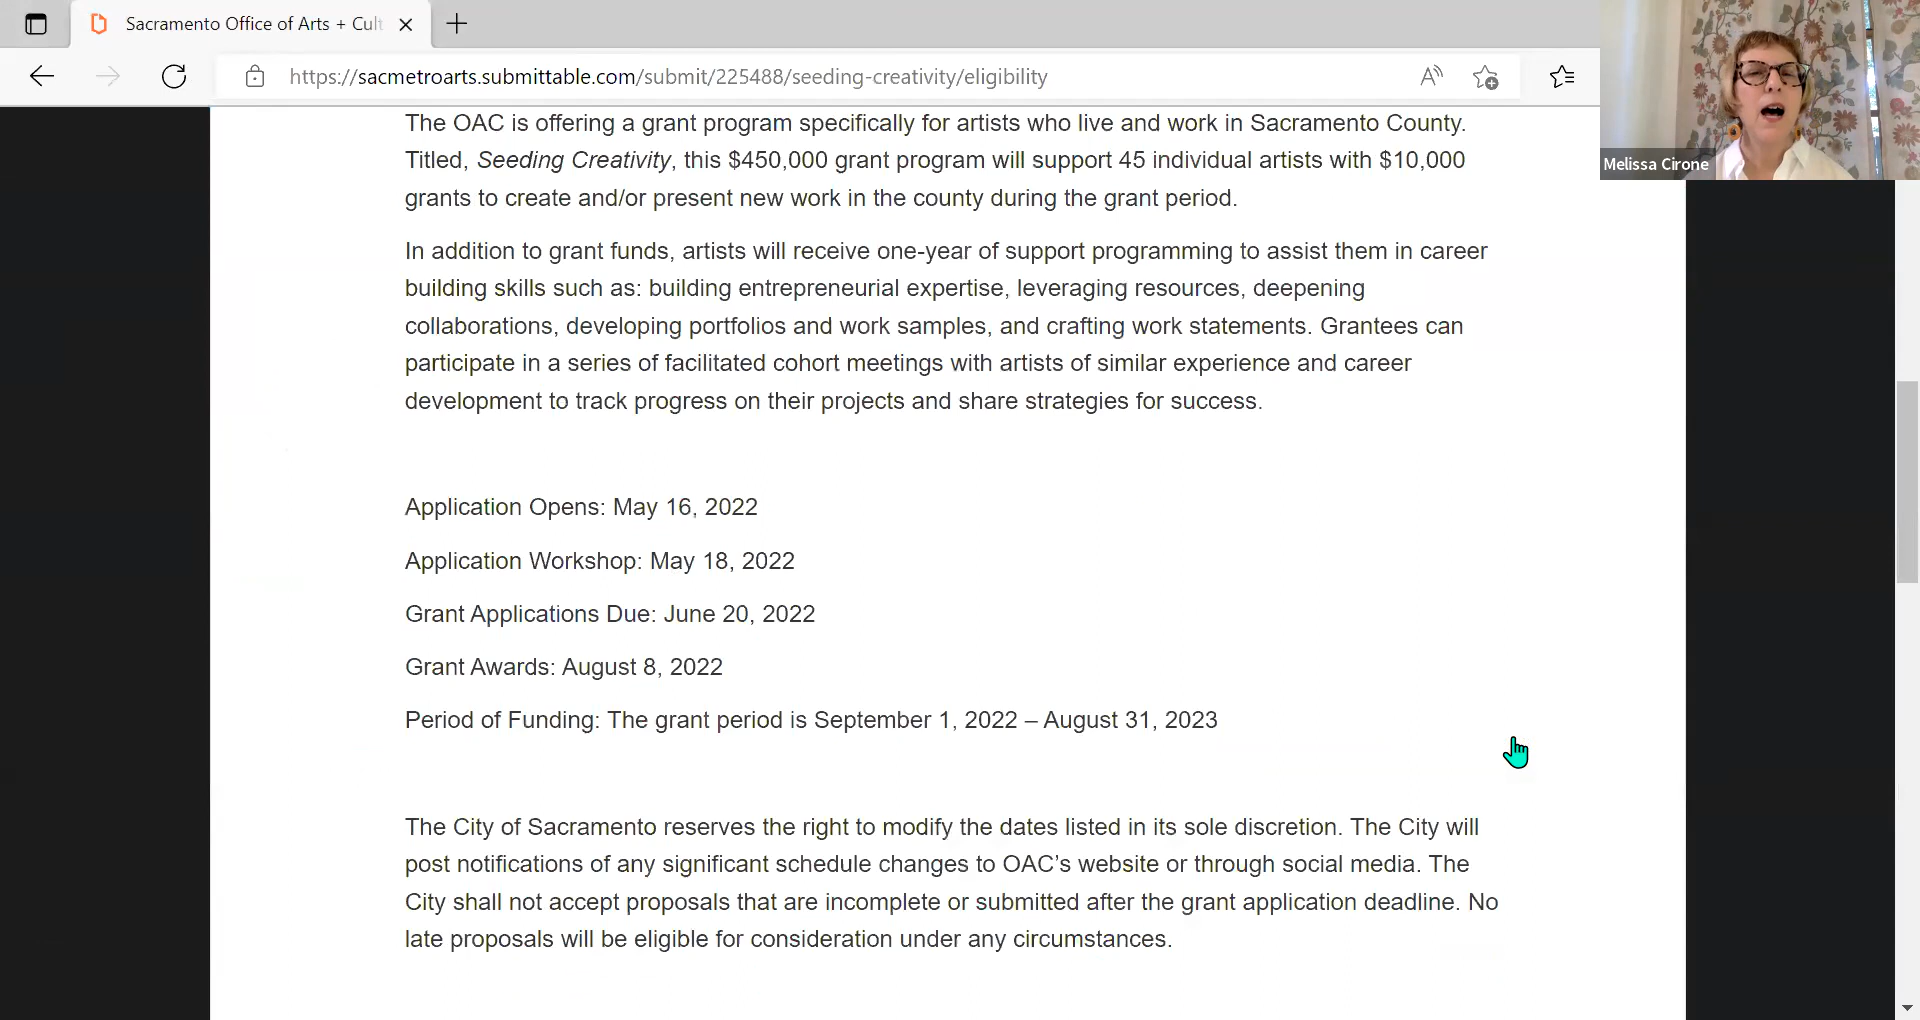 Sacramento Office of Arts + Cult
https://sacmetroarts.submittable.com/submit/225488/seeding-creativity/eligibility
Melissa Cirone
The OAC is offering a grant program specifically for artists who live and work in Sacramento County.
Titled, Seeding Creativity, this $450,000 grant program will support 45 individual artists with $10,000
grants to create and/or present new work in the county during the grant period.
In addition to grant funds, artists will receive one-year of support programming to assist them in career
building skills such as: building entrepreneurial expertise, leveraging resources, deepening
collaborations, developing portfolios and work samples, and crafting work statements. Grantees can
participate in a series of facilitated cohort meetings with artists of similar experience and career
development to track progress on their projects and share strategies for success.
Application Opens: May 16, 2022
Application Workshop: May 18, 2022
Grant Applications Due: June 20, 2022
Grant Awards: August 8, 2022
Period of Funding: The grant period is September 1, 2022 – August 31, 2023
The City of Sacramento reserves the right to modify the dates listed in its sole discretion. The City will
post notifications of any significant schedule changes to OAC’s website or through social media. The
City shall not accept proposals that are incomplete or submitted after the grant application deadline. No
late proposals will be eligible for consideration under any circumstances.